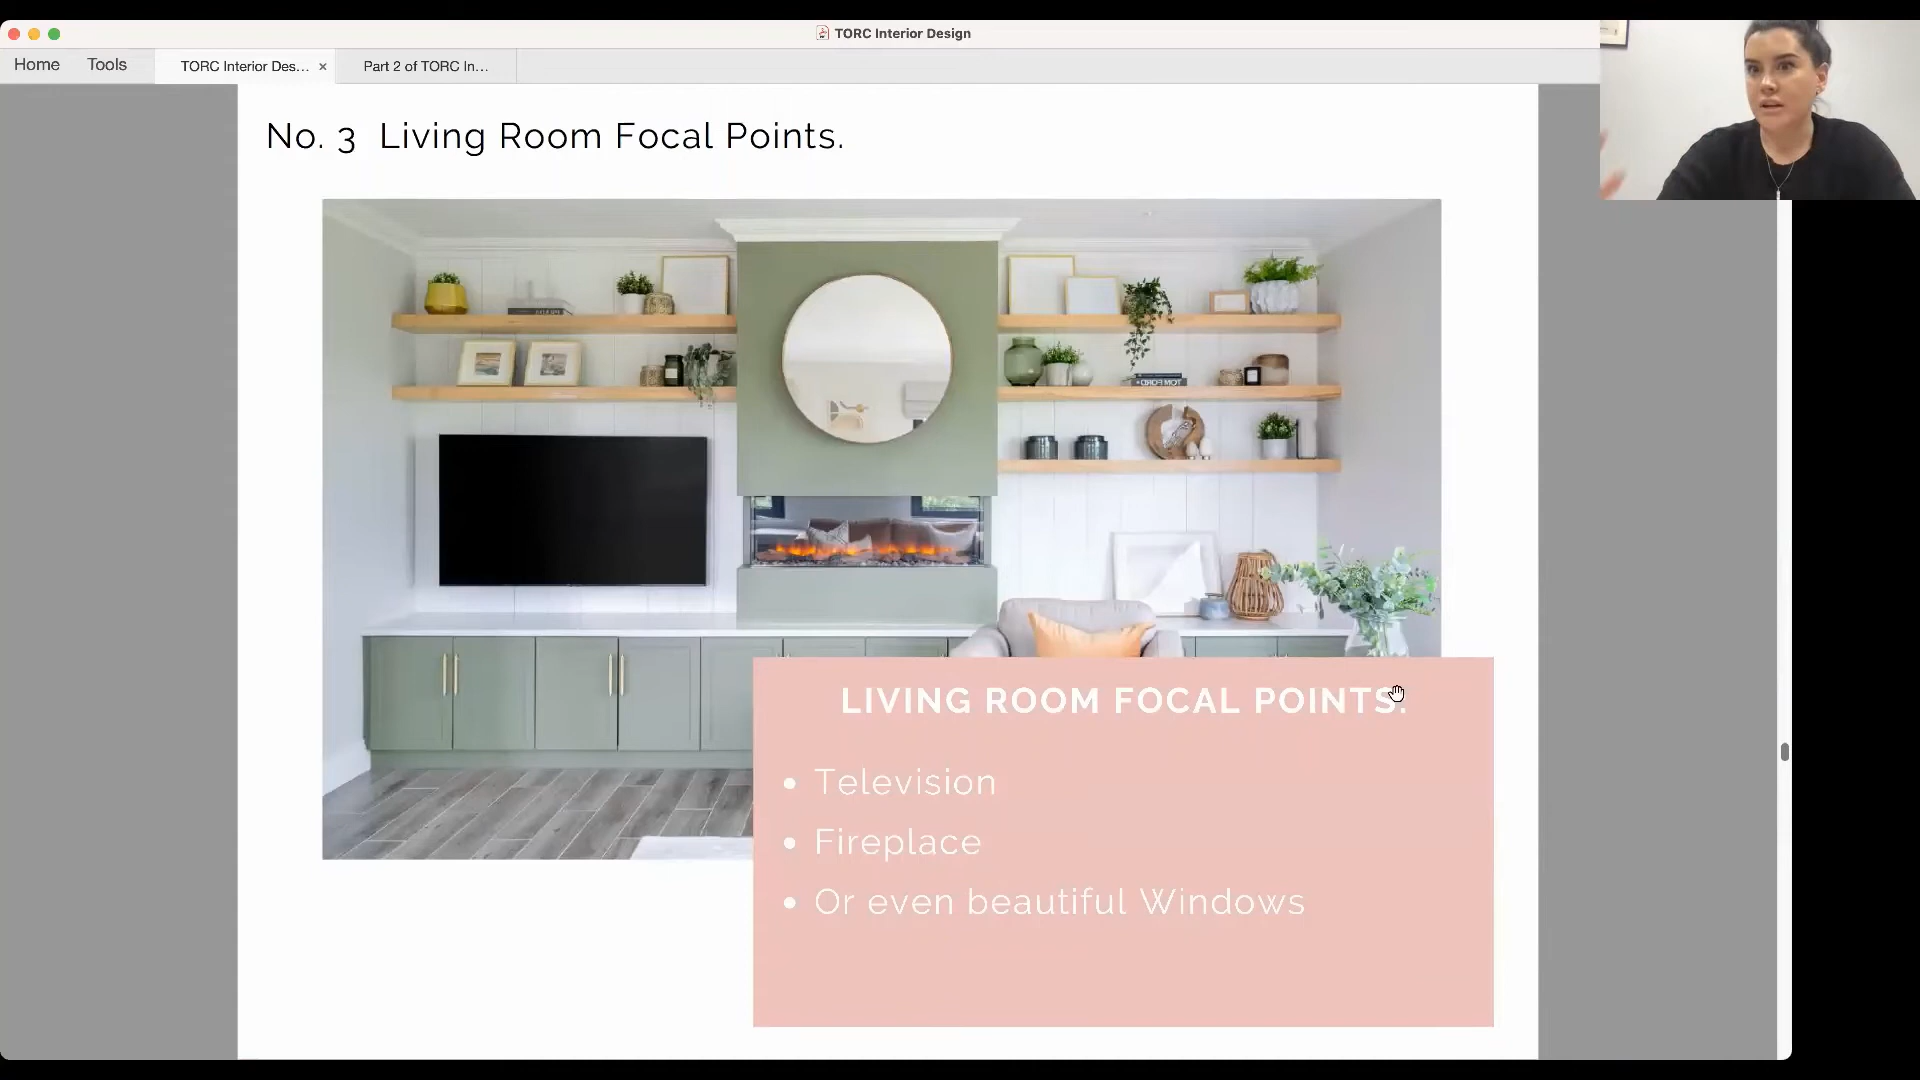 TORC Interior Design
Home
Tools
TORC Interior Des... ×
Part 2 of TORC In...
No. 3 Living Room Focal Points.
LIVING ROOM FOCAL POINTS.
• Television
• Fireplace
• Or even beautiful Windows